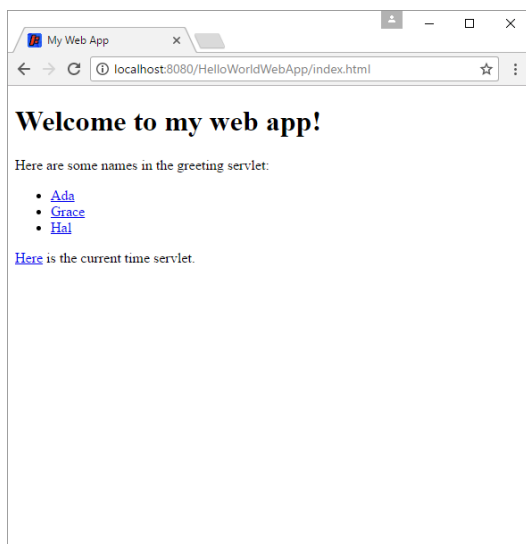 My Web App
localhost:8080/HelloWorldWebApp/index.html
Welcome to my web app!
Here are some names in the greeting servlet:
Ada
Grace
Hal
Here is the current time servlet.